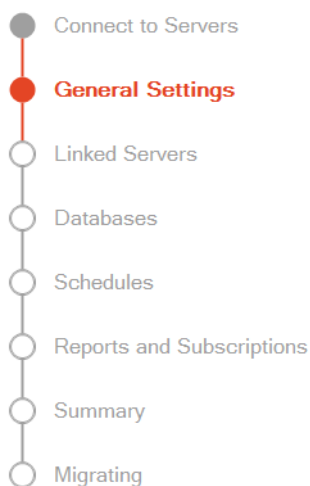 Connect to Servers
General Settings
Linked Servers
Databases
Schedules
Reports and Subscriptions
Summary
Migrating